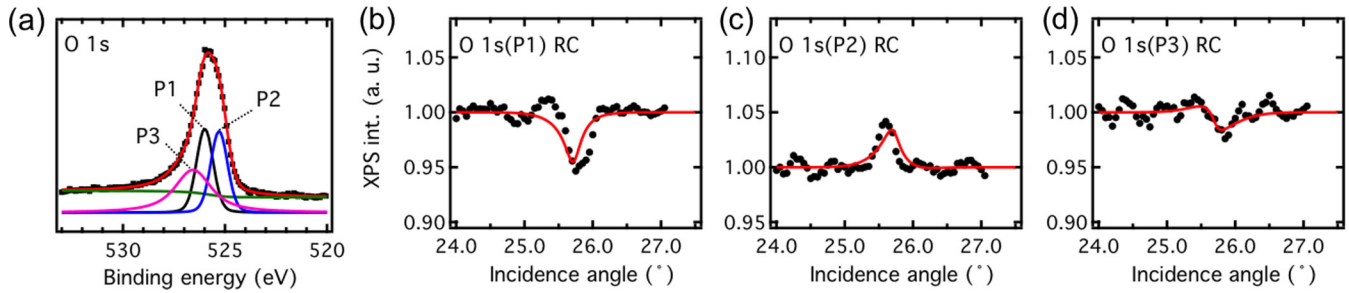 (a)
O 1s
P1
P2
P3
530 525 520
Binding energy (eV)
(b)
O 1s(P1) RC
XPS int. (a. u.)
1.05
1.00
0.95
0.90
24.0 25.0 26.0 27.0
Incidence angle (°)
(c)
O 1s(P2) RC
1.10
1.05
1.00
0.95
24.0 25.0 26.0 27.0
Incidence angle (°)
(d)
O 1s(P3) RC
1.05
1.00
0.95
0.90
24.0 25.0 26.0 27.0
Incidence angle (°)